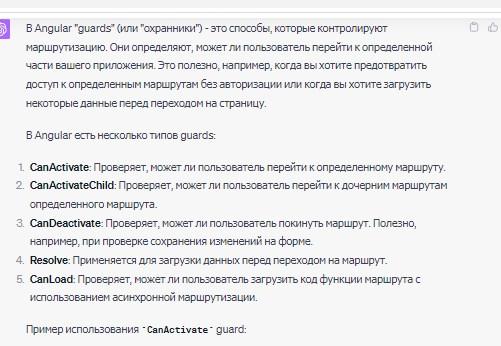 В Angular "guards" (или "охранники") - это способы, которые контролируют
маршрутизацию. Они определяют, может ли пользователь перейти к определенной
части вашего приложения. Это полезно, например, когда вы хотите предотвратить
доступ к определенным маршрутам без авторизации или когда вы хотите загрузить
некоторые данные перед переходом на страницу.
В Angular есть несколько типов guards:
1. CanActivate: Проверяет, может ли пользователь перейти к определенному маршруту.
2. CanActivateChild: Проверяет, может ли пользователь перейти к дочерним маршрутам
определенного маршрута.
3. CanDeactivate: Проверяет, может ли пользователь покинуть маршрут. Полезно,
например, при проверке сохранения изменений на форме.
4. Resolve: Применяется для загрузки данных перед переходом на маршрут.
5. CanLoad: Проверяет, может ли пользователь загрузить код функции маршрута с
использованием асинхронной маршрутизации.
Пример использования `CanActivate` guard: